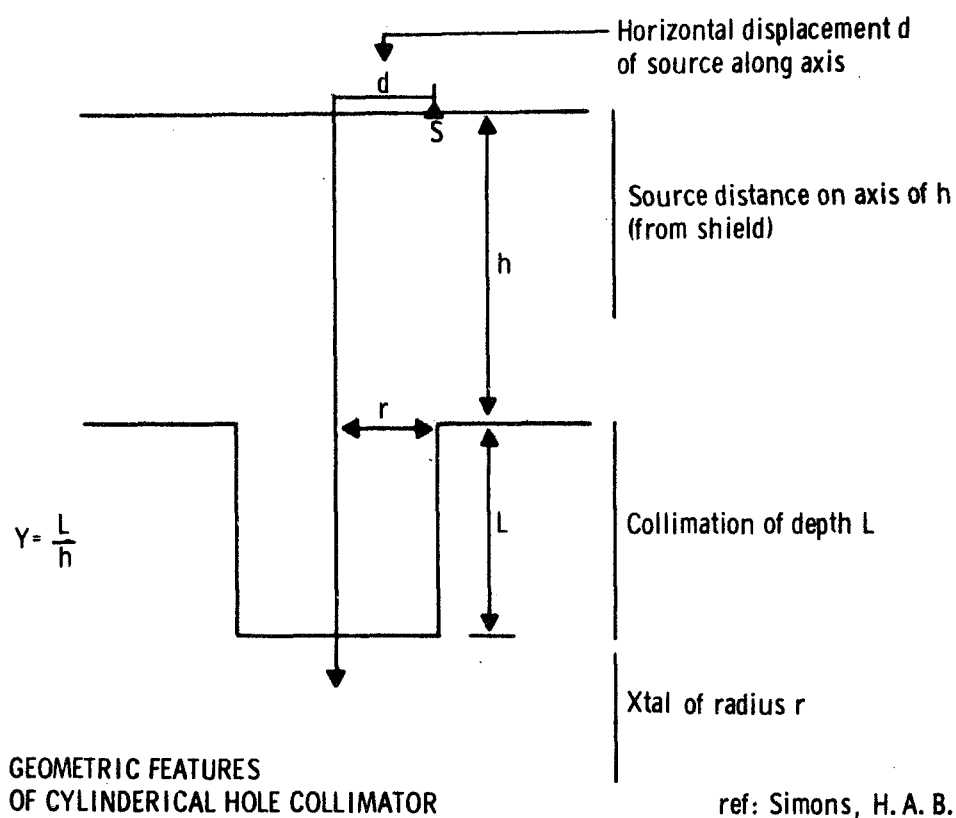 Horizontal displacement d
of source along axis
d
S
Source distance on axis of h
(from shield)
h
r
Y = L/h
L
Collimation of depth L
Xtal of radius r
GEOMETRIC FEATURES
OF CYLINDERICAL HOLE COLLIMATOR
ref: Simons, H. A. B.